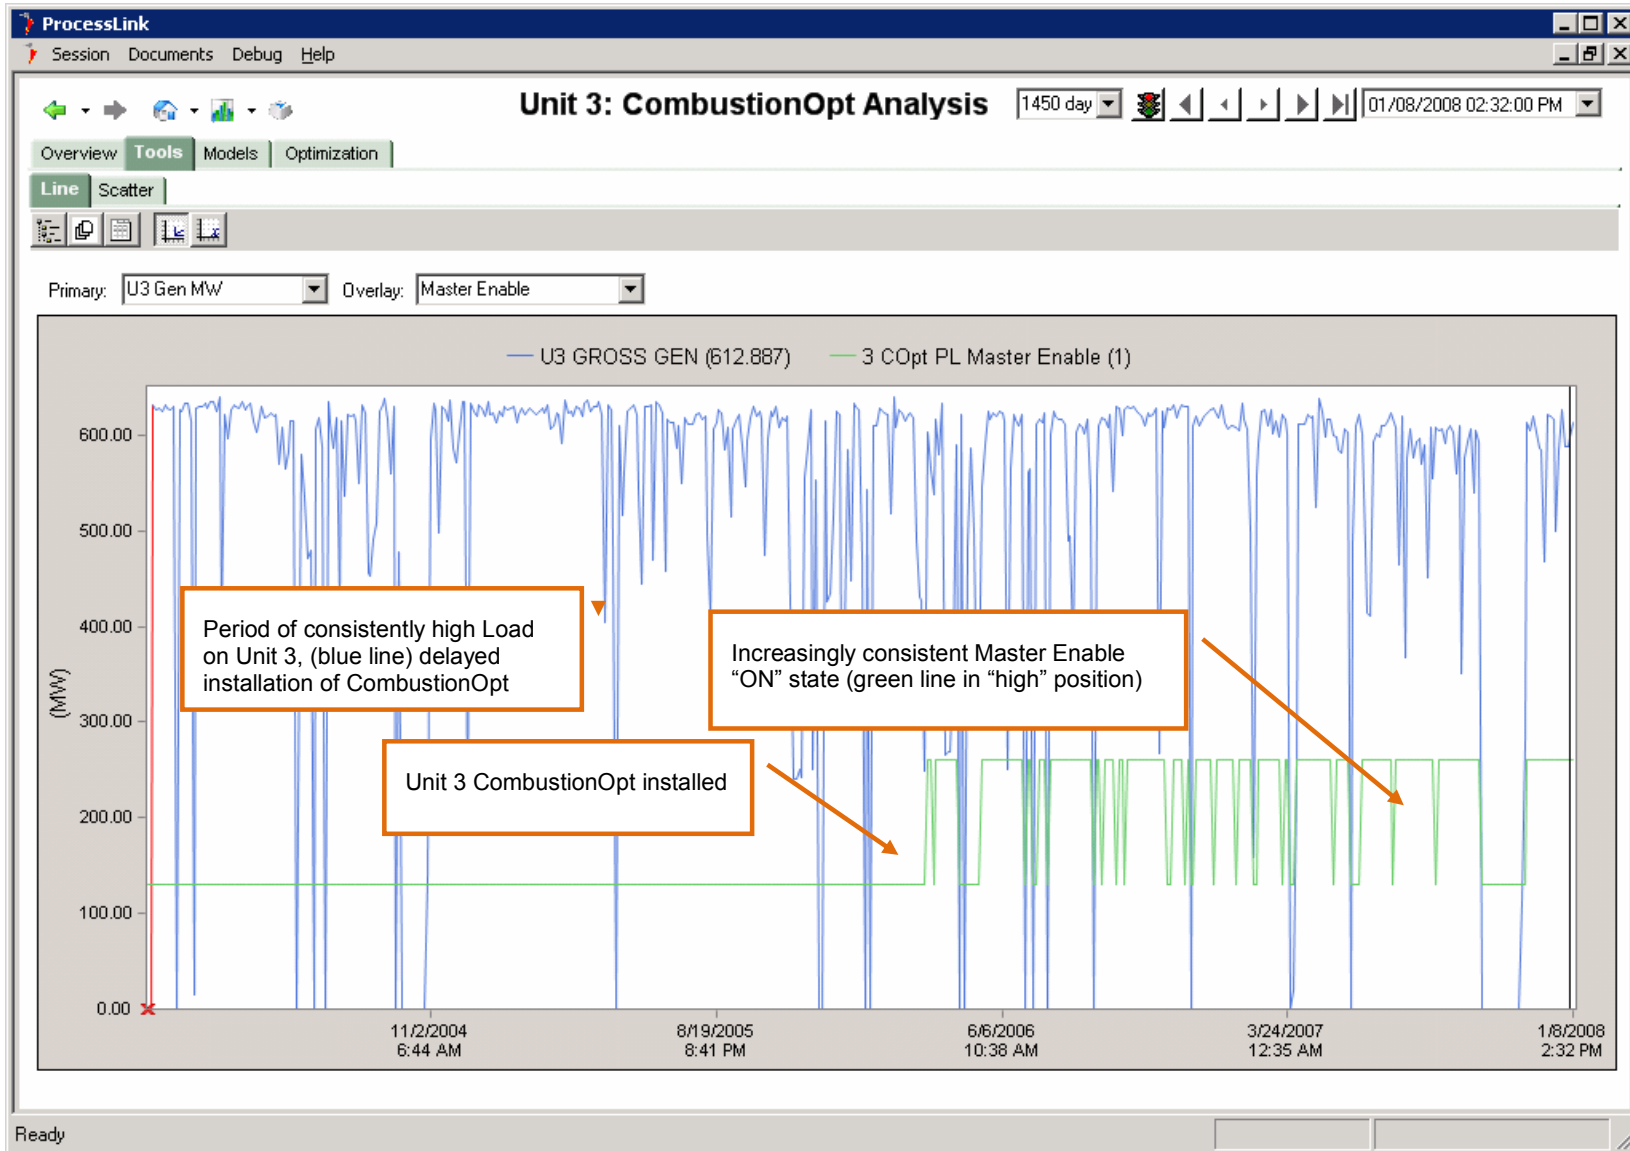 ProcessLink
Session Documents Debug Help
Unit 3: CombustionOpt Analysis
1450 day
01/08/2008 02:32:00 PM
Overview Tools Models Optimization
Line Scatter
Primary: U3 Gen MW Overlay: Master Enable
U3 GROSS GEN (612.887) 3 COpt PL Master Enable (1)
600.00
500.00
400.00
300.00
200.00
100.00
0.00
(MW)
Period of consistently high Load
on Unit 3, (blue line) delayed
installation of CombustionOpt
Increasingly consistent Master Enable
“ON” state (green line in “high” position)
Unit 3 CombustionOpt installed
11/2/2004
6:44 AM
8/19/2005
8:41 PM
6/6/2006
10:38 AM
3/24/2007
12:35 AM
1/8/2008
2:32 PM
Ready